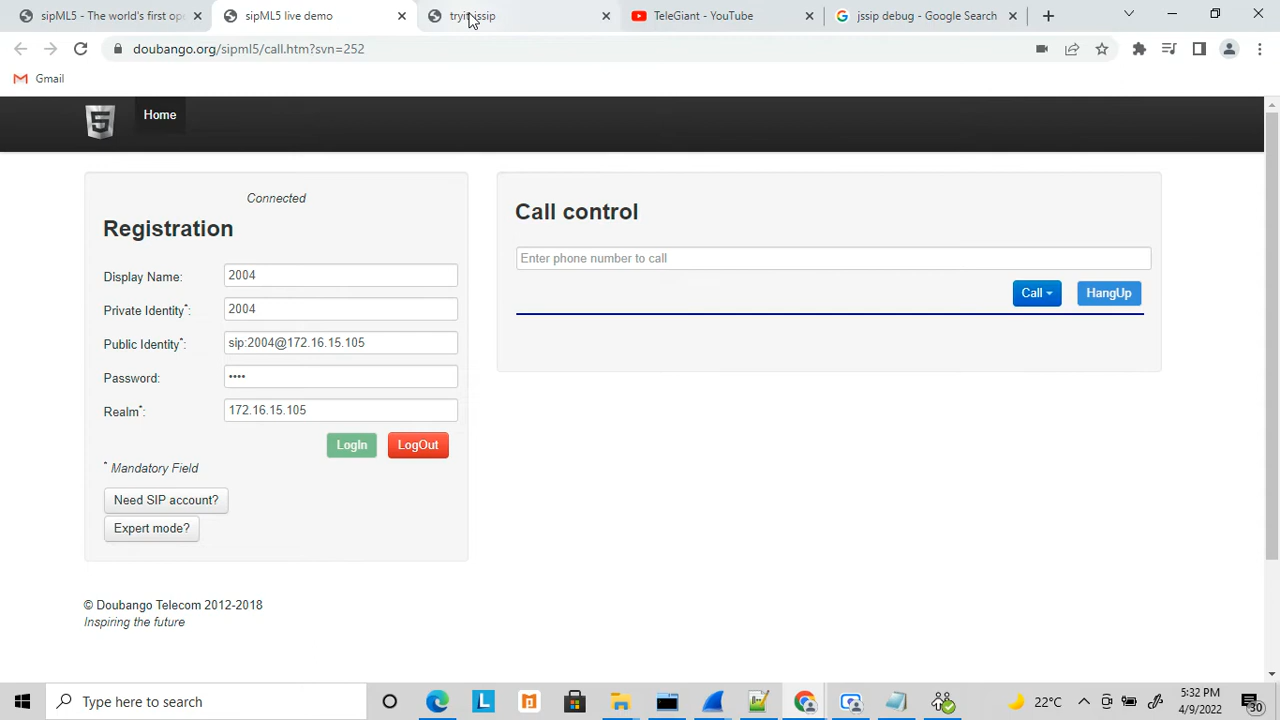 sipML5 - The world's first op
sipML5 live demo
tryit jssip
TeleGiant - YouTube
jssip debug - Google Search
doubango.org/sipml5/call.htm?svn=252
Gmail
Home
Connected
Registration
Display Name:
2004
Private Identity*:
2004
Public Identity*:
sip:2004@172.16.15.105
Password:
••••
Realm*:
172.16.15.105
LogIn
LogOut
* Mandatory Field
Need SIP account?
Expert mode?
Call control
Enter phone number to call
Call
HangUp
© Doubango Telecom 2012-2018
Inspiring the future
Type here to search
L
22°C
5:32 PM
4/9/2022
30